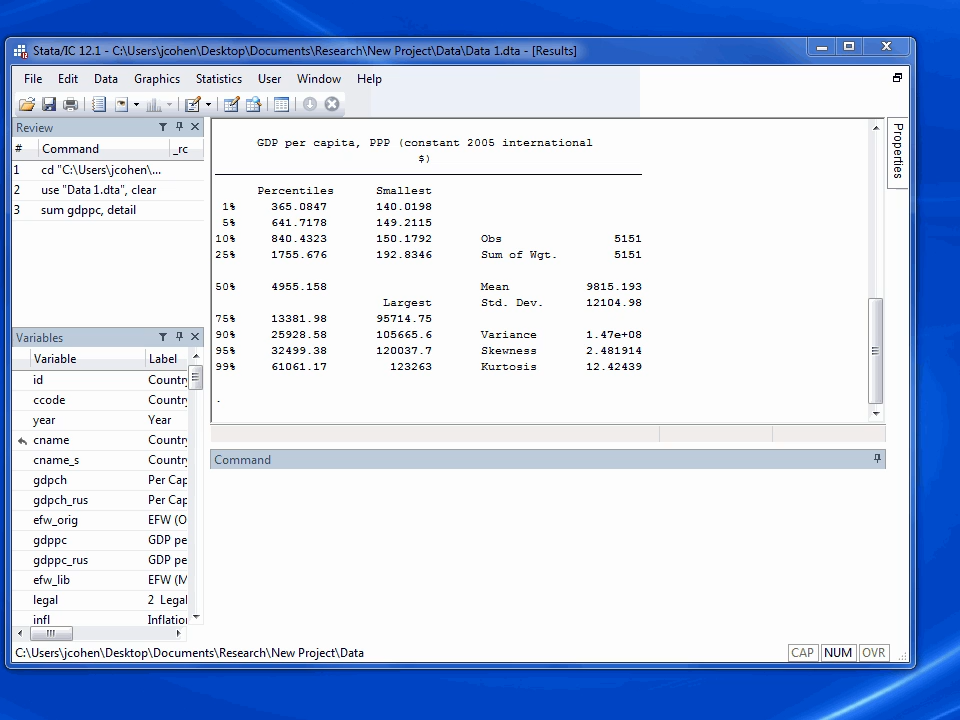 Stata/IC 12.1 - C:\Users\jcohen\Desktop\Documents\Research\New Project\Data\Data 1.dta - [Results]
File Edit Data Graphics Statistics User Window Help
Review
# Command _rc
1 cd "C:\Users\jcohen\...
2 use "Data 1.dta", clear
3 sum gdppc, detail
Variables
Variable Label
id Country
ccode Country
year Year
cname Country
cname_s Country
gdpch Per Cap
gdpch_rus Per Cap
efw_orig EFW (O
gdppc GDP pe
gdppc_rus GDP pe
efw_lib EFW (M
legal 2 Legal
infl Inflation
GDP per capita, PPP (constant 2005 international
$)
Percentiles Smallest
1% 365.0847 140.0198
5% 641.7178 149.2115
10% 840.4323 150.1792 Obs 5151
25% 1755.676 192.8346 Sum of Wgt. 5151
50% 4955.158 Mean 9815.193
Largest Std. Dev. 12104.98
75% 13381.98 95714.75
90% 25928.58 105665.6 Variance 1.47e+08
95% 32499.38 120037.7 Skewness 2.481914
99% 61061.17 123263 Kurtosis 12.42439
.
Properties
Command
C:\Users\jcohen\Desktop\Documents\Research\New Project\Data
CAP NUM OVR